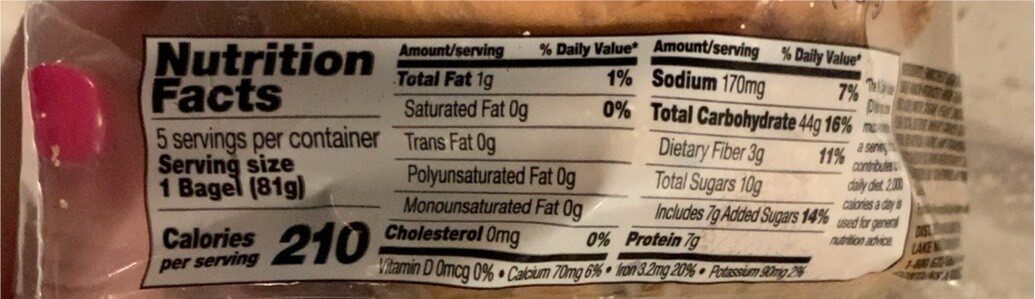 Nutrition
Facts
5 servings per container
Serving size
1 Bagel (81g)
Calories
per serving 210
Amount/serving % Daily Value*
Total Fat 1g 1%
Saturated Fat 0g 0%
Trans Fat 0g
Polyunsaturated Fat 0g
Monounsaturated Fat 0g
Cholesterol 0mg 0%
Amount/serving % Daily Value*
Sodium 170mg 7%
Total Carbohydrate 44g 16%
Dietary Fiber 3g 11%
Total Sugars 10g
Includes 7g Added Sugars 14%
Protein 7g
Vitamin D 0mcg 0% • Calcium 70mg 6% • Iron 3.2mg 20% • Potassium 90mg 2%
a serving
contributes
daily diet. 2,000
calories a day is
used for general
nutrition advice.
LAKE